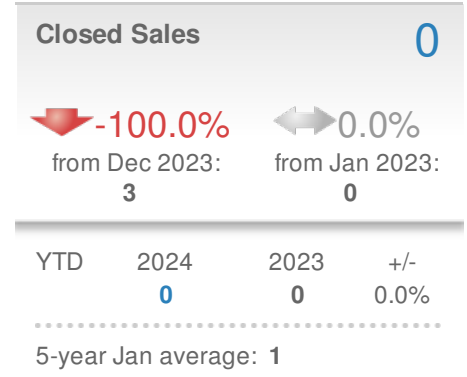 Closed Sales 0
-100.0% 0.0%
from Dec 2023: from Jan 2023:
3 0
YTD 2024 2023 +/-
0 0 0.0%
5-year Jan average: 1